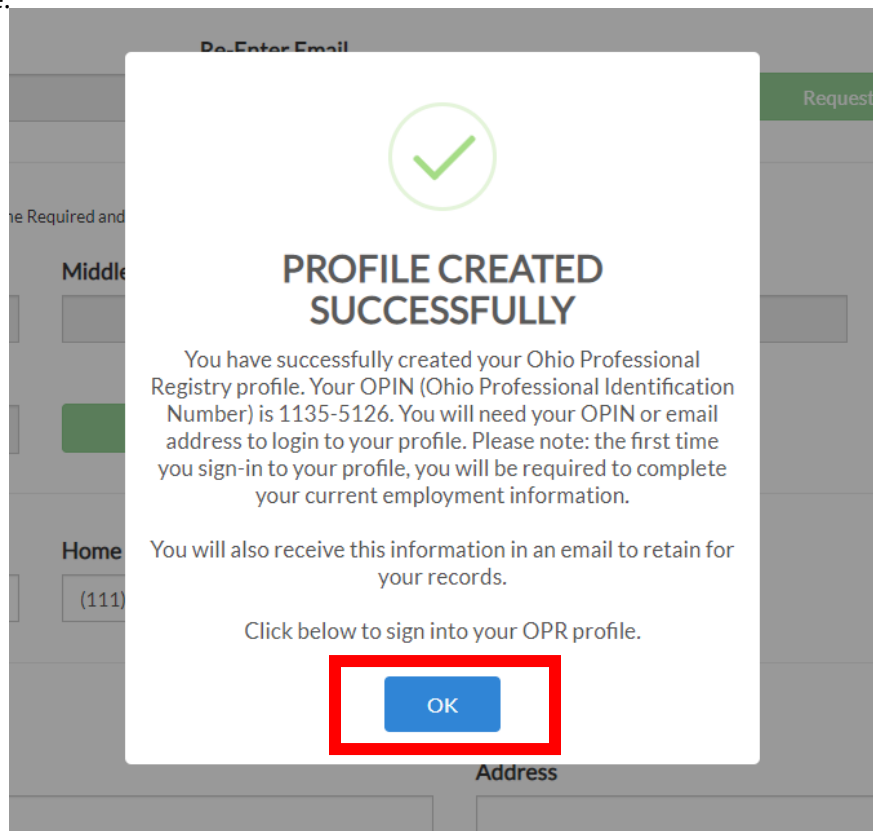 Re-Enter Email
Request
ne Required and
Middle
PROFILE CREATED
SUCCESSFULLY
You have successfully created your Ohio Professional
Registry profile. Your OPIN (Ohio Professional Identification
Number) is 1135-5126. You will need your OPIN or email
address to login to your profile. Please note: the first time
you sign-in to your profile, you will be required to complete
your current employment information.
Home
(111)
You will also receive this information in an email to retain for
your records.
Click below to sign into your OPR profile.
OK
Address